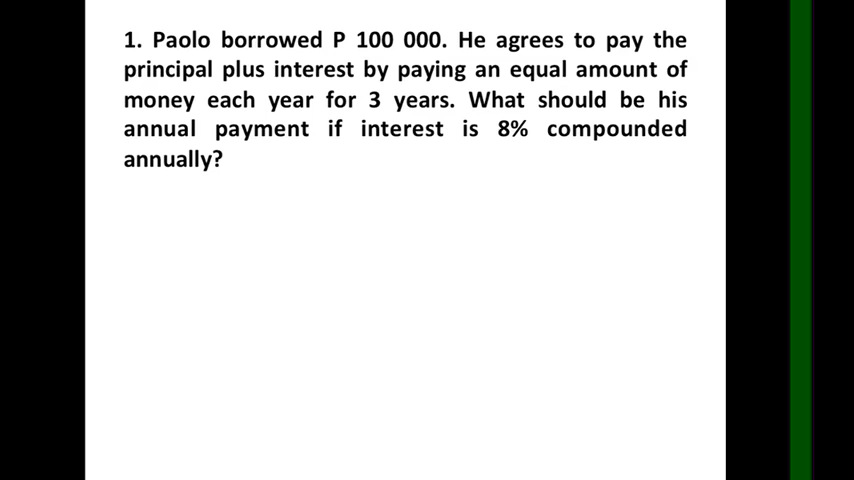 1. Paolo borrowed P 100 000. He agrees to pay the
principal plus interest by paying an equal amount of
money each year for 3 years. What should be his
annual payment if interest is 8% compounded
annually?